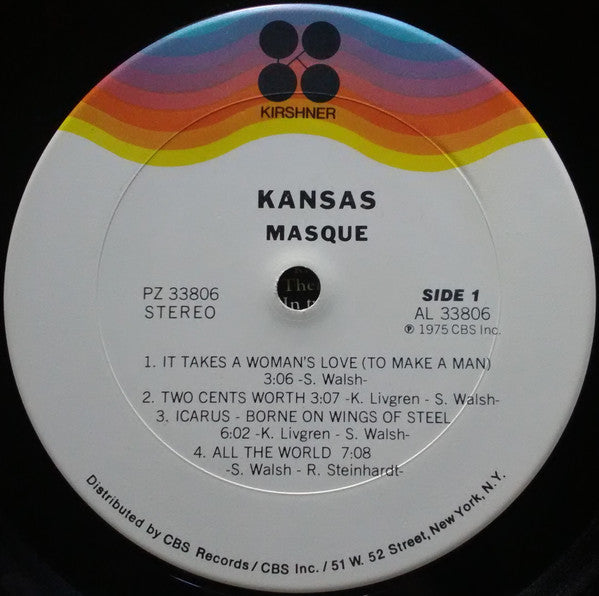 KIRSHNER
KANSAS
MASQUE
PZ 33806
STEREO
SIDE 1
AL 33806
℗ 1975 CBS Inc.
The
In
1. IT TAKES A WOMAN'S LOVE (TO MAKE A MAN)
3:06 -S. Walsh-
2. TWO CENTS WORTH 3:07 -K. Livgren - S. Walsh-
3. ICARUS - BORNE ON WINGS OF STEEL
6:02 -K. Livgren - S. Walsh-
4. ALL THE WORLD 7:08
-S. Walsh - R. Steinhardt-
Distributed by CBS Records/CBS Inc./51 W. 52 Street, New York, N.Y.